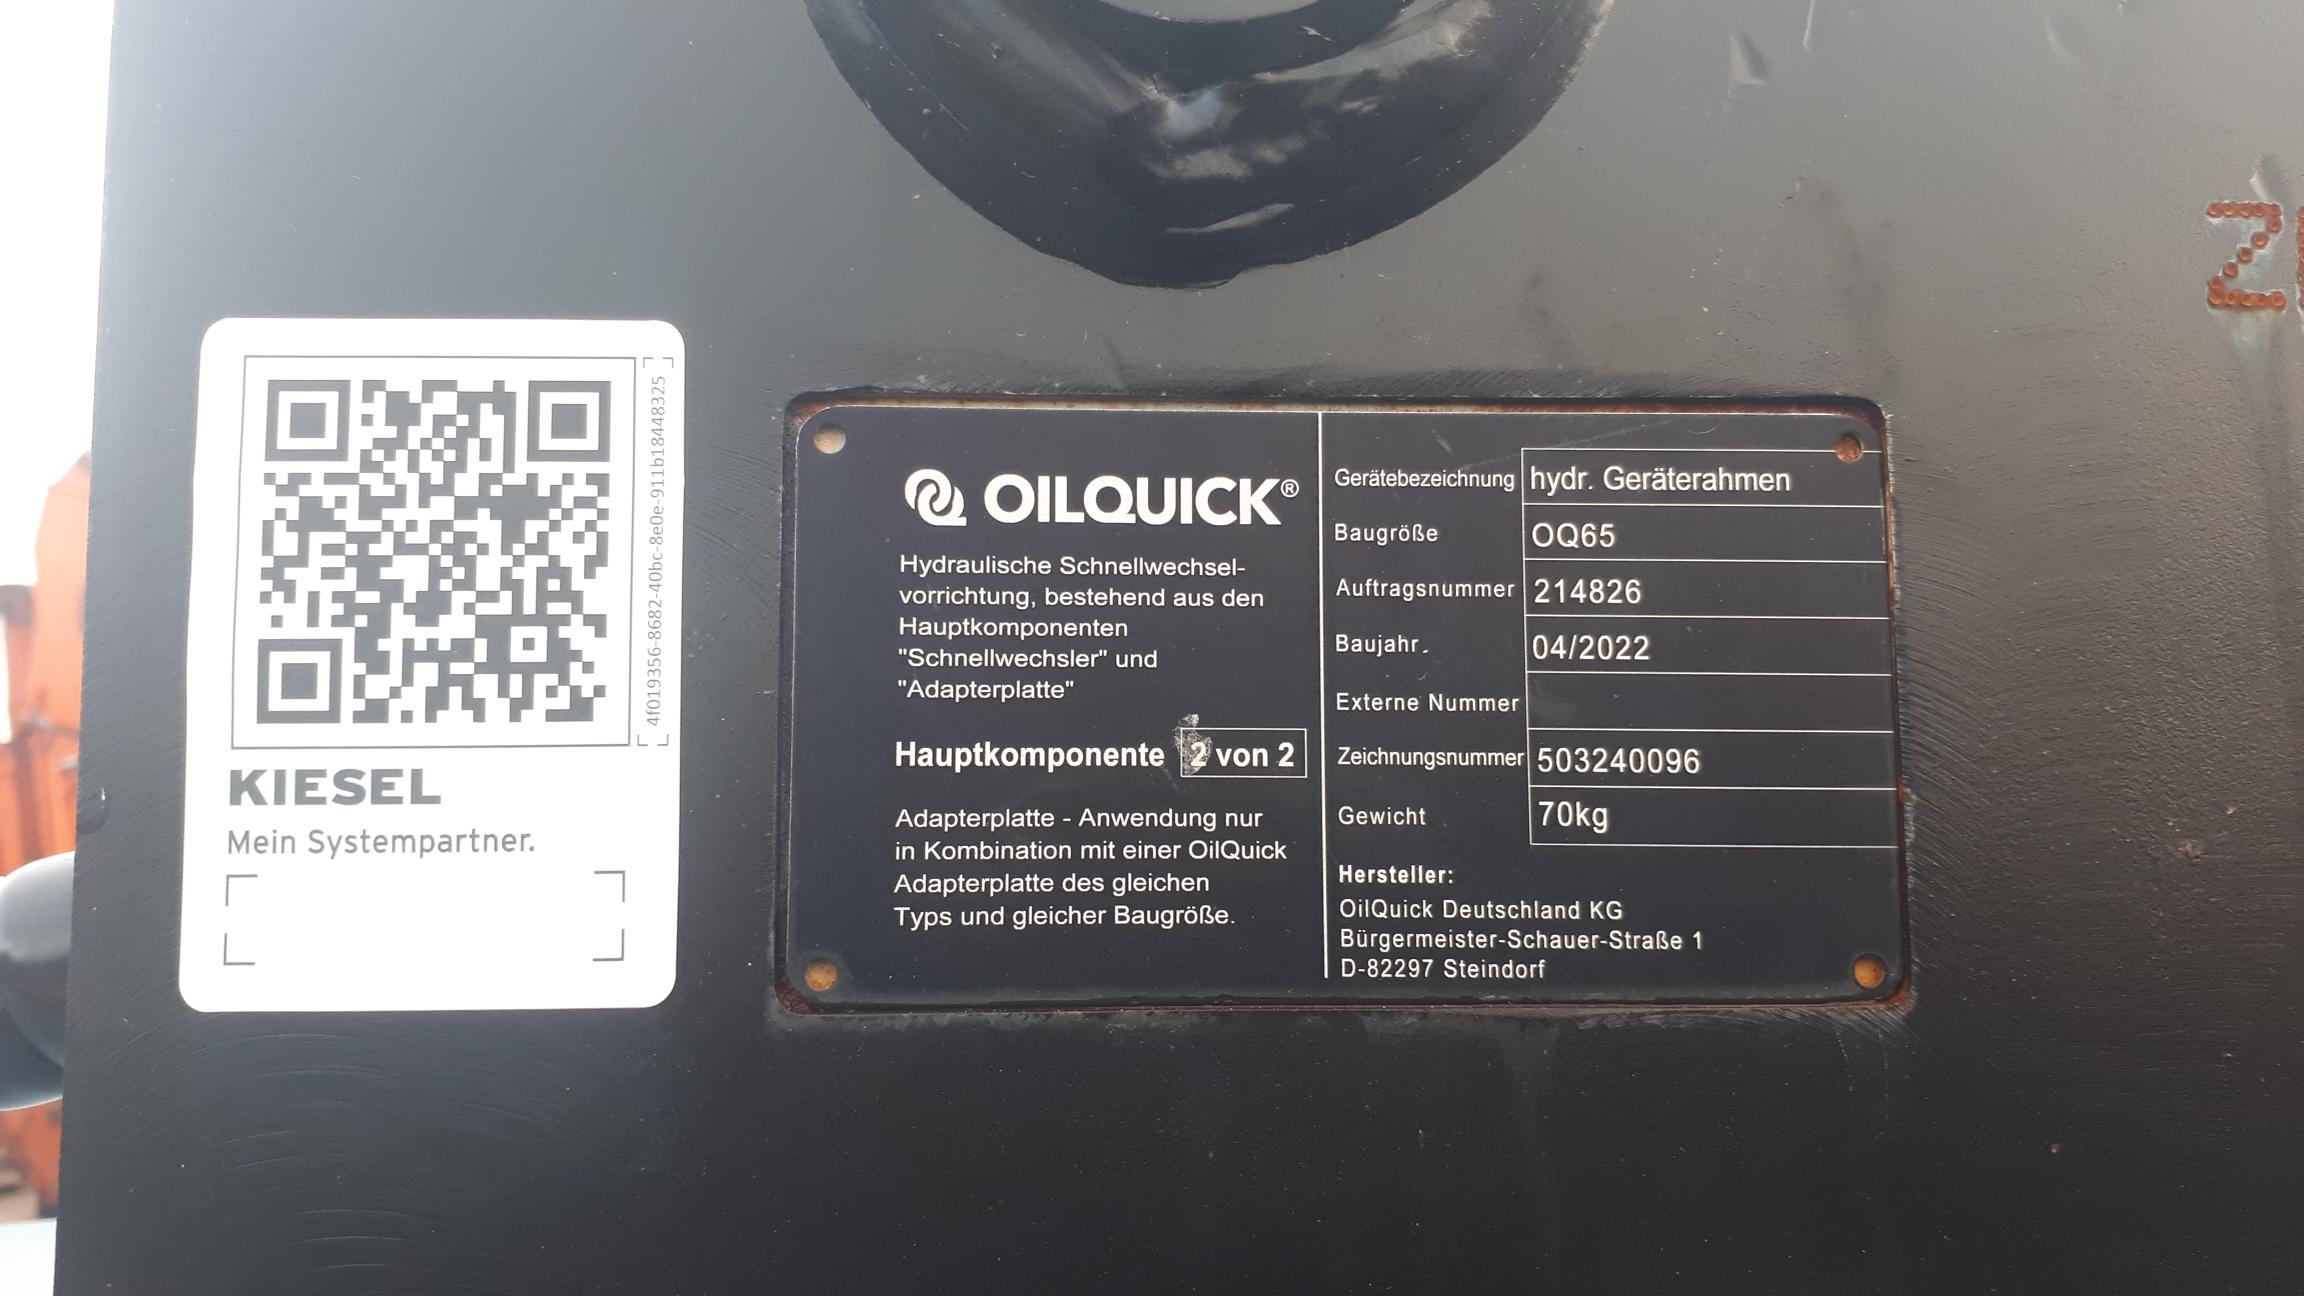 4f019356-8682-40bc-8e0e-911b18448325
KIESEL
Mein Systempartner.
OILQUICK®
Hydraulische Schnellwechsel-
vorrichtung, bestehend aus den
Hauptkomponenten
"Schnellwechsler" und
"Adapterplatte"
Hauptkomponente 2 von 2
Adapterplatte - Anwendung nur
in Kombination mit einer OilQuick
Adapterplatte des gleichen
Typs und gleicher Baugröße.
Gerätebezeichnung hydr. Geräterahmen
Baugröße OQ65
Auftragsnummer 214826
Baujahr. 04/2022
Externe Nummer
Zeichnungsnummer 503240096
Gewicht 70kg
Hersteller:
OilQuick Deutschland KG
Bürgermeister-Schauer-Straße 1
D-82297 Steindorf